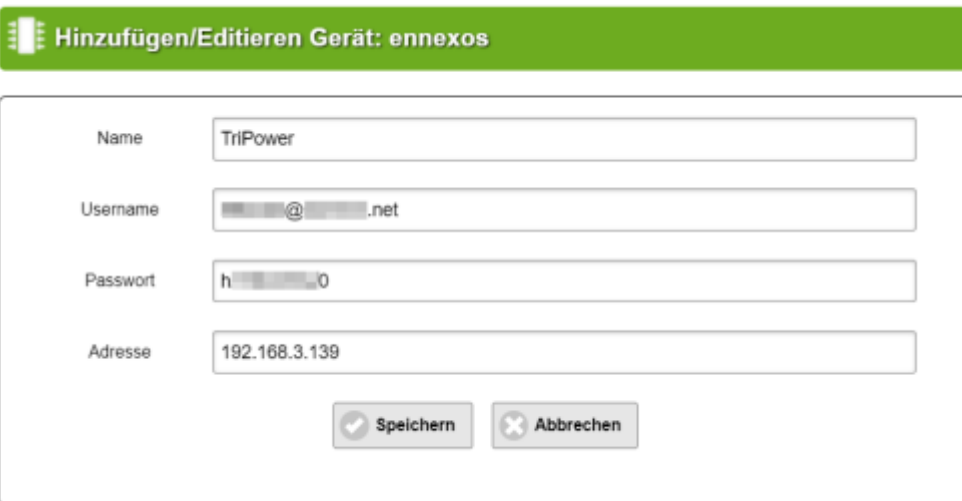 Hinzufügen/Editieren Gerät: ennexos
Name TriPower
Username @ .net
Passwort h 0
Adresse 192.168.3.139
Speichern Abbrechen